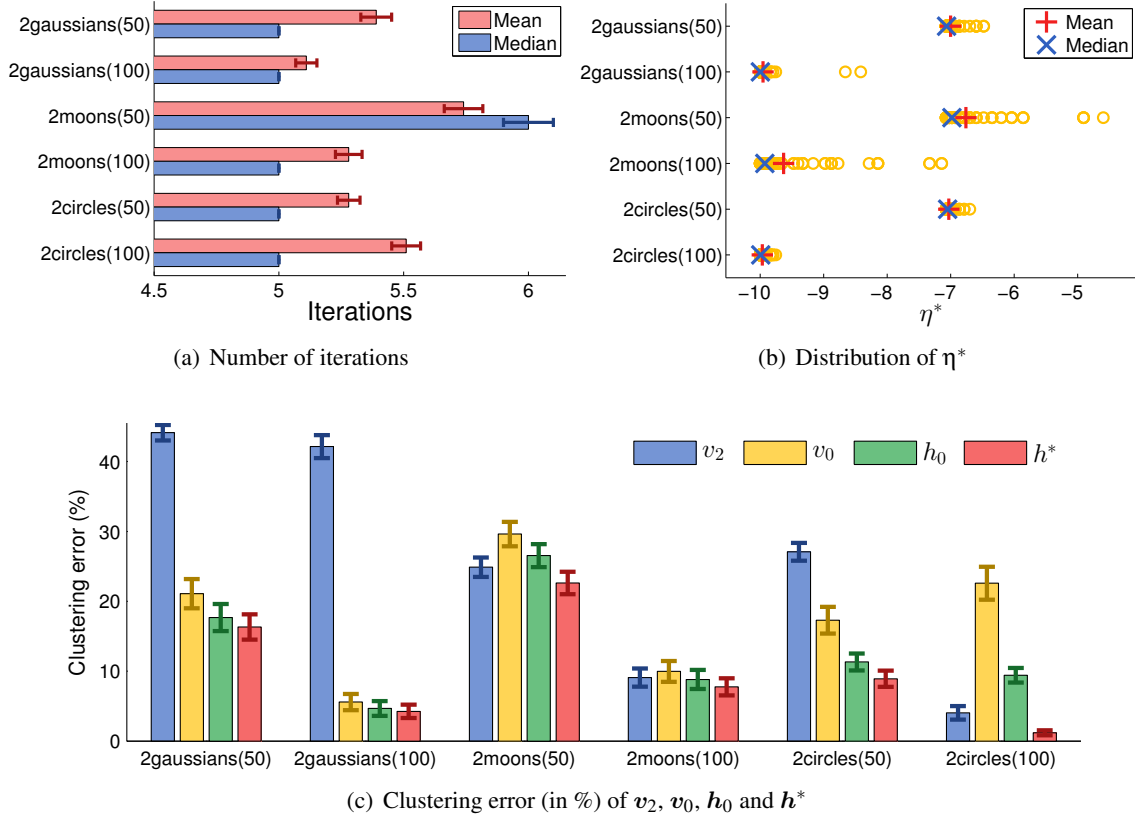 2gaussians(50)
2gaussians(100)
2moons(50)
2moons(100)
2circles(50)
2circles(100)
Mean
Median
4.5 5 5.5 6
Iterations
(a) Number of iterations
2gaussians(50)
2gaussians(100)
2moons(50)
2moons(100)
2circles(50)
2circles(100)
Mean
Median
−10 −9 −8 −7 −6 −5
η*
(b) Distribution of η*
Clustering error (%)
40
30
20
10
0
v₂ v₀ h₀ h*
2gaussians(50) 2gaussians(100) 2moons(50) 2moons(100) 2circles(50) 2circles(100)
(c) Clustering error (in %) of v₂, v₀, h₀ and h*